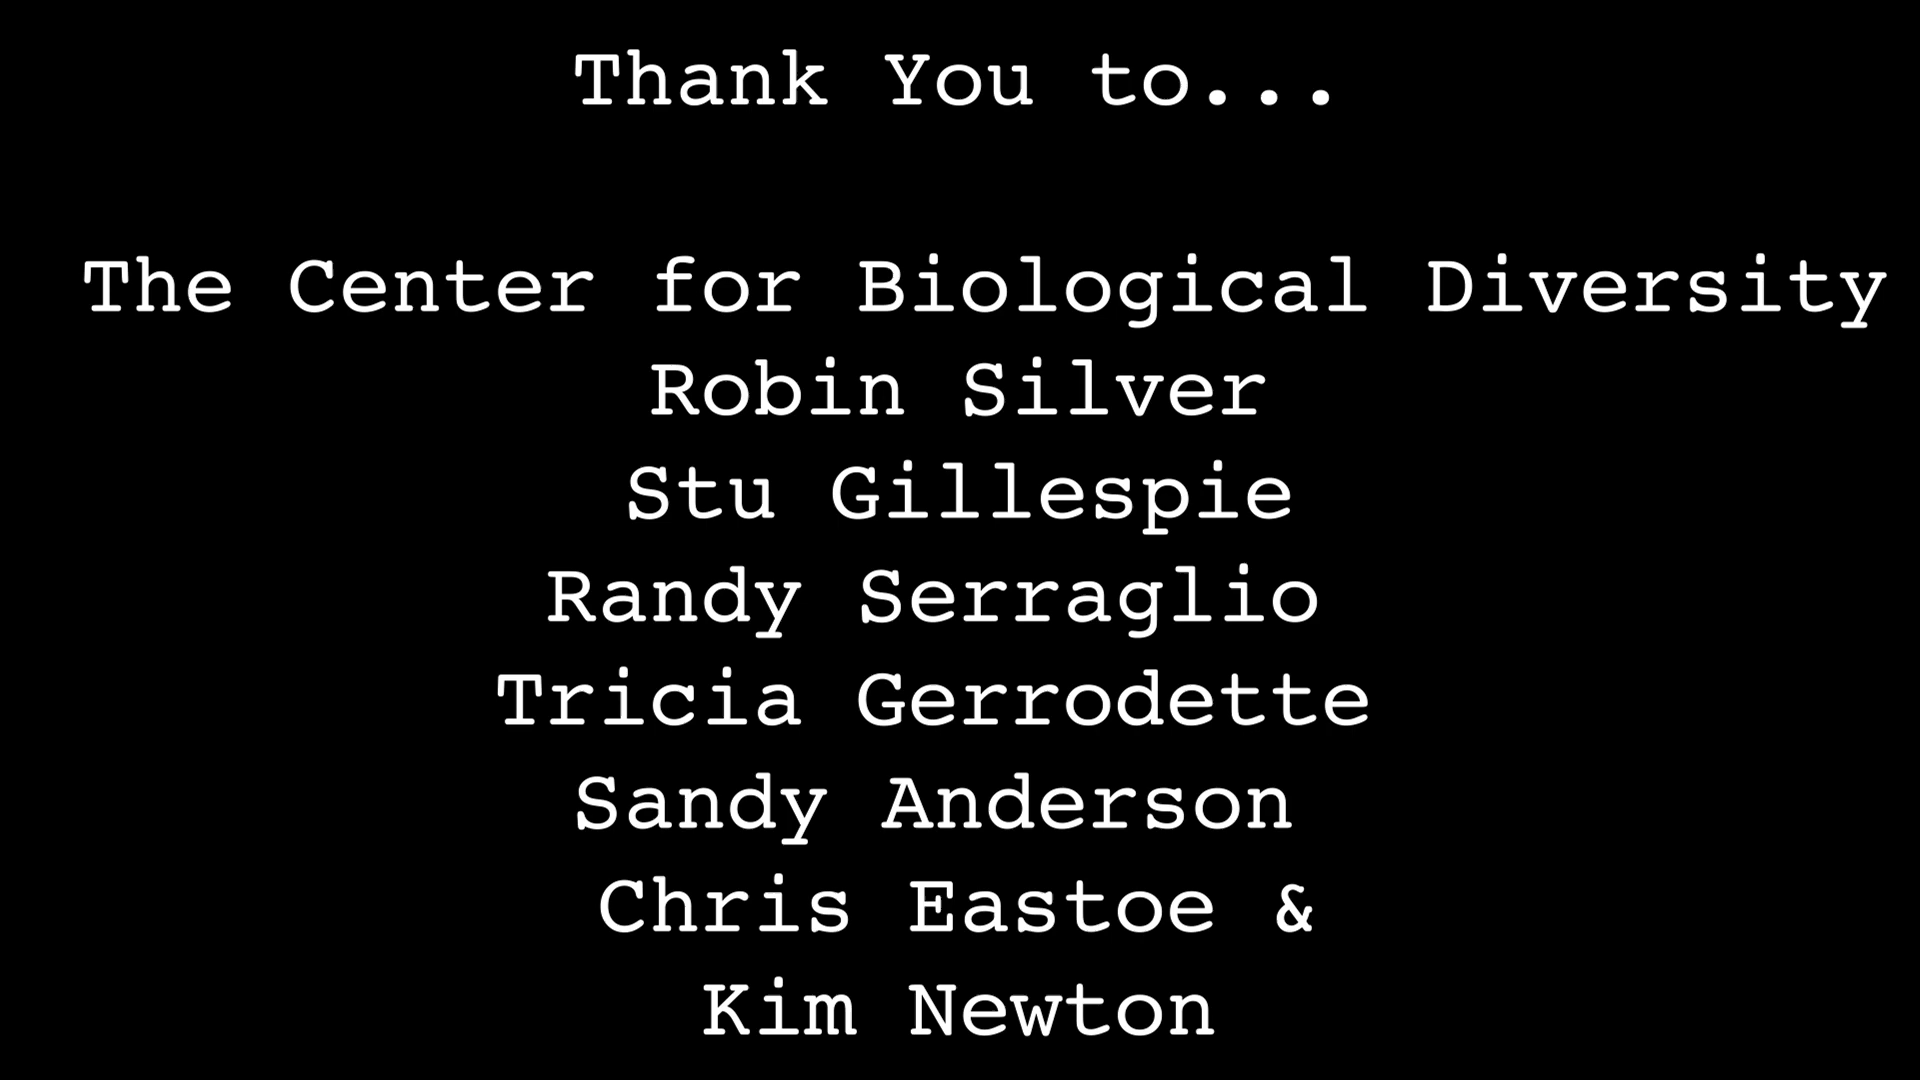 Thank You to...
The Center for Biological Diversity
Robin Silver
Stu Gillespie
Randy Serraglio
Tricia Gerrodette
Sandy Anderson
Chris Eastoe &
Kim Newton